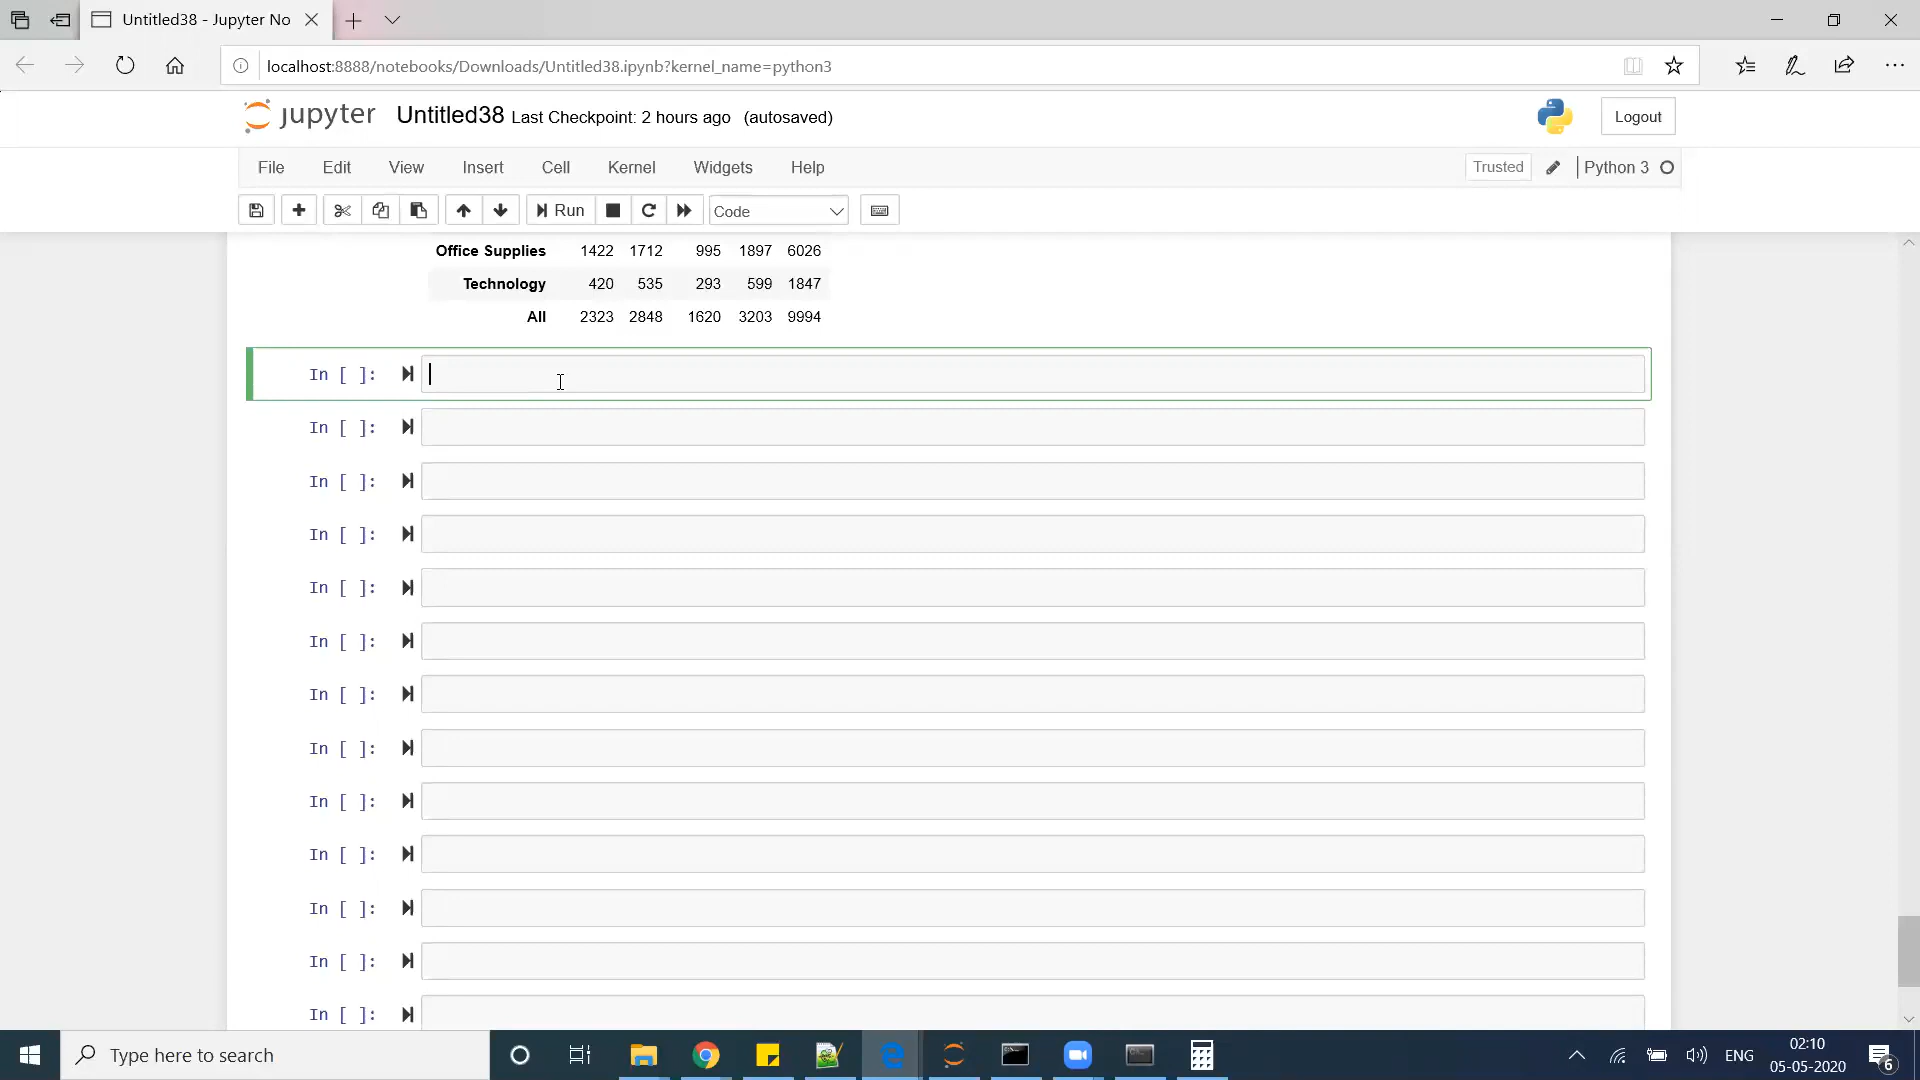 Untitled38 - Jupyter No
localhost:8888/notebooks/Downloads/Untitled38.ipynb?kernel_name=python3
jupyter Untitled38 Last Checkpoint: 2 hours ago (autosaved)
Logout
File Edit View Insert Cell Kernel Widgets Help
Trusted Python 3
Run Code
Office Supplies 1422 1712 995 1897 6026
Technology 420 535 293 599 1847
All 2323 2848 1620 3203 9994
In [ ]:
In [ ]:
In [ ]:
In [ ]:
In [ ]:
In [ ]:
In [ ]:
In [ ]:
In [ ]:
In [ ]:
In [ ]:
In [ ]:
In [ ]:
Type here to search
ENG
02:10
05-05-2020
6